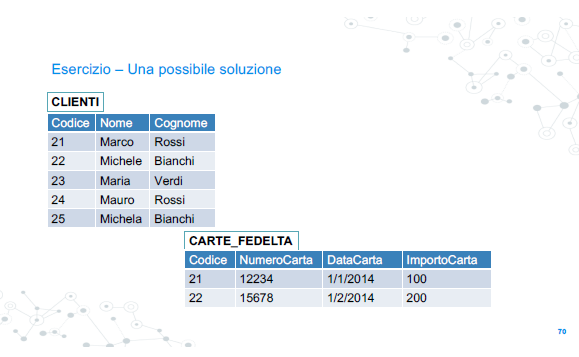 Esercizio – Una possibile soluzione
CLIENTI
Codice Nome Cognome
21 Marco Rossi
22 Michele Bianchi
23 Maria Verdi
24 Mauro Rossi
25 Michela Bianchi
CARTE_FEDELTA
Codice NumeroCarta DataCarta ImportoCarta
21 12234 1/1/2014 100
22 15678 1/2/2014 200
70